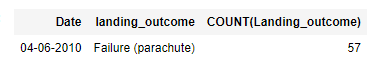 Date landing_outcome COUNT(Landing_outcome)
04-06-2010 Failure (parachute) 57